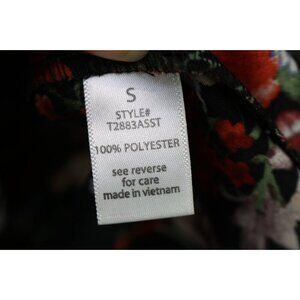 S
STYLE#
T2883ASST
100% POLYESTER
see reverse
for care
made in vietnam